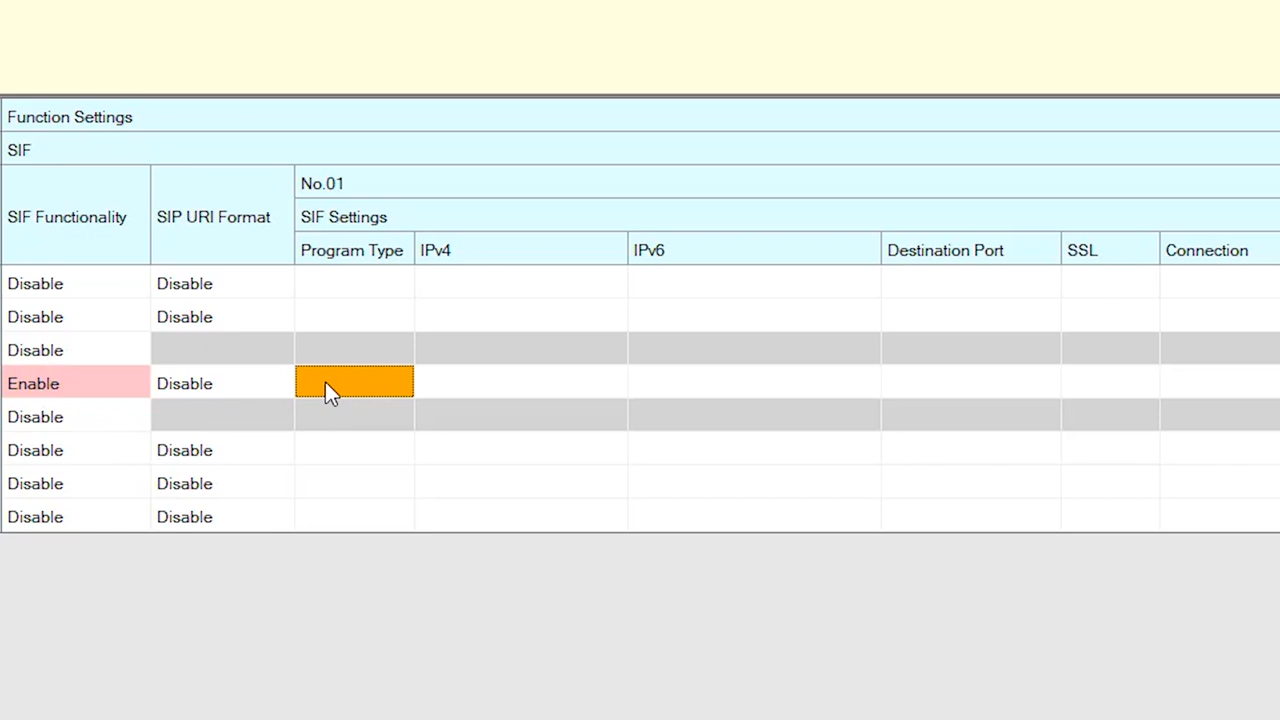 Function Settings
SIF
No.01
SIF Functionality SIP URI Format SIF Settings
Program Type IPv4 IPv6 Destination Port SSL Connection
Disable Disable
Disable Disable
Disable
Enable Disable
Disable
Disable Disable
Disable Disable
Disable Disable